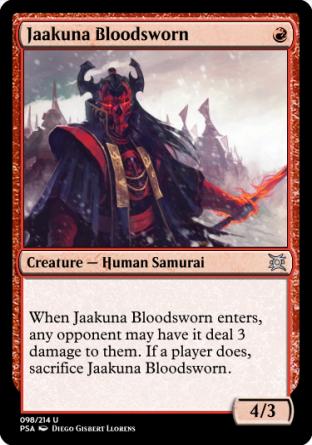 Jaakuna Bloodsworn
Creature — Human Samurai
When Jaakuna Bloodsworn enters,
any opponent may have it deal 3
damage to them. If a player does,
sacrifice Jaakuna Bloodsworn.
4/3
098/214 U
PSA Diego Gisbert Llorens